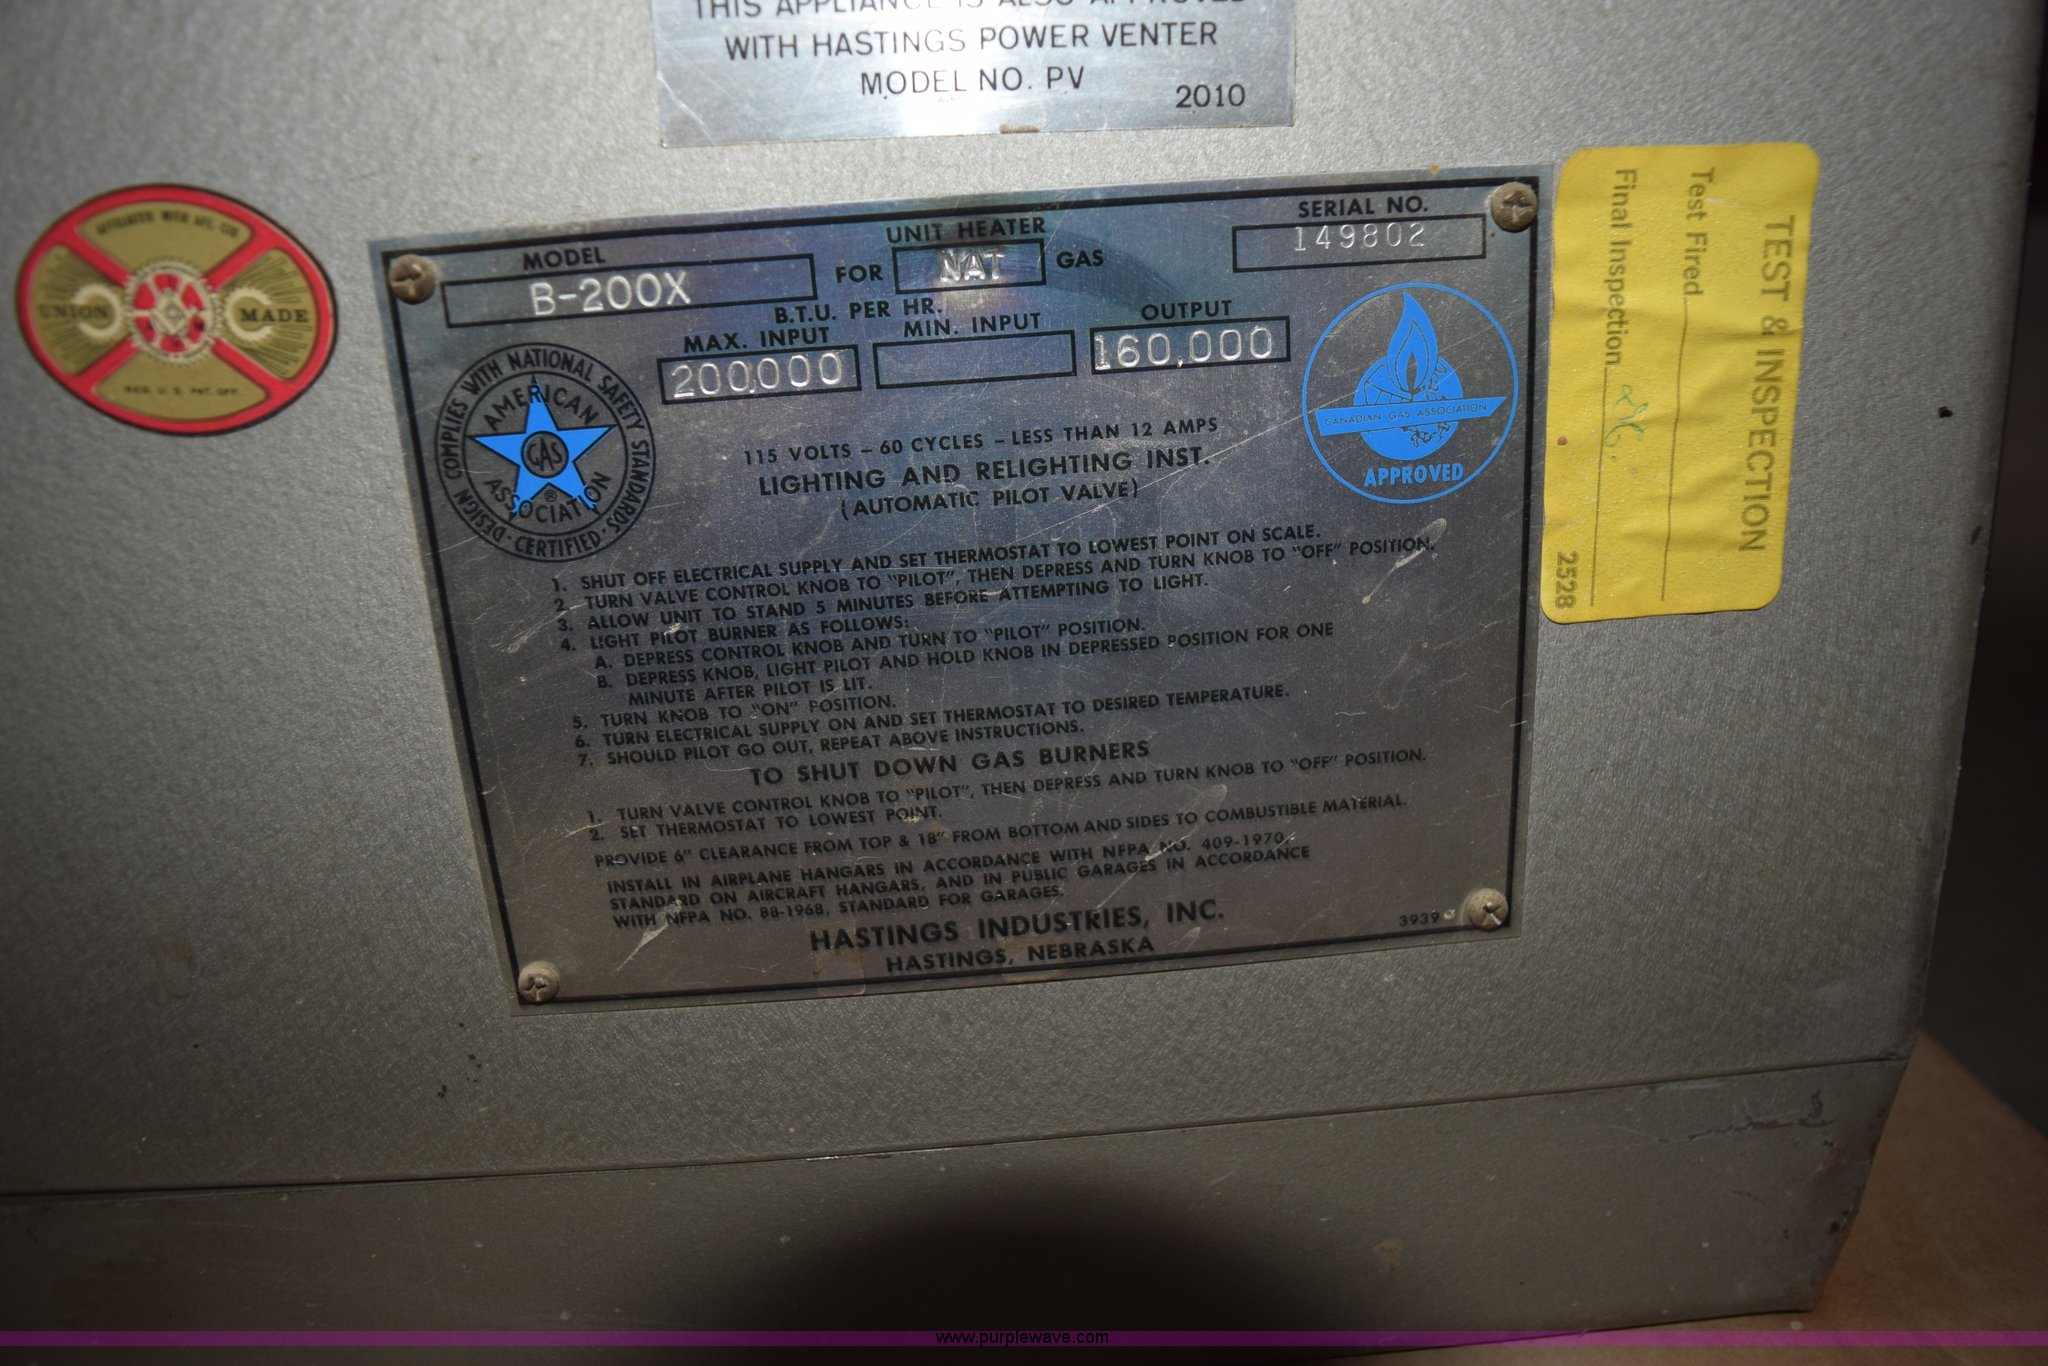 THIS APPLIANCE IS ALSO APPROVED
WITH HASTINGS POWER VENTER
MODEL NO. PV
2010
AFFILIATED WITH AFL-CIO
UNION MADE
REG. U. S. PAT. OFF.
MODEL
B-200X
UNIT HEATER
FOR NAT GAS
SERIAL NO.
149802
B.T.U. PER HR.
MAX. INPUT MIN. INPUT OUTPUT
200,000 160,000
DESIGN COMPLIES WITH NATIONAL SAFETY STANDARDS · CERTIFIED ·
AMERICAN
GAS
®
ASSOCIATION
CANADIAN GAS ASSOCIATION
APPROVED
115 VOLTS – 60 CYCLES – LESS THAN 12 AMPS
LIGHTING AND RELIGHTING INST.
(AUTOMATIC PILOT VALVE)
1. SHUT OFF ELECTRICAL SUPPLY AND SET THERMOSTAT TO LOWEST POINT ON SCALE.
2. TURN VALVE CONTROL KNOB TO "PILOT", THEN DEPRESS AND TURN KNOB TO "OFF" POSITION.
3. ALLOW UNIT TO STAND 5 MINUTES BEFORE ATTEMPTING TO LIGHT.
4. LIGHT PILOT BURNER AS FOLLOWS:
A. DEPRESS CONTROL KNOB AND TURN TO "PILOT" POSITION.
B. DEPRESS KNOB, LIGHT PILOT AND HOLD KNOB IN DEPRESSED POSITION FOR ONE
MINUTE AFTER PILOT IS LIT.
5. TURN KNOB TO "ON" POSITION.
6. TURN ELECTRICAL SUPPLY ON AND SET THERMOSTAT TO DESIRED TEMPERATURE.
7. SHOULD PILOT GO OUT, REPEAT ABOVE INSTRUCTIONS.
TO SHUT DOWN GAS BURNERS
1. TURN VALVE CONTROL KNOB TO "PILOT", THEN DEPRESS AND TURN KNOB TO "OFF" POSITION.
2. SET THERMOSTAT TO LOWEST POINT.
PROVIDE 6" CLEARANCE FROM TOP & 18" FROM BOTTOM AND SIDES TO COMBUSTIBLE MATERIAL.
INSTALL IN AIRPLANE HANGARS IN ACCORDANCE WITH NFPA NO. 409-1970,
STANDARD ON AIRCRAFT HANGARS, AND IN PUBLIC GARAGES IN ACCORDANCE
WITH NFPA NO. 88-1968, STANDARD FOR GARAGES.
HASTINGS INDUSTRIES, INC.
HASTINGS, NEBRASKA
3939
TEST & INSPECTION
Test Fired
Final Inspection
2528
www.purplewave.com